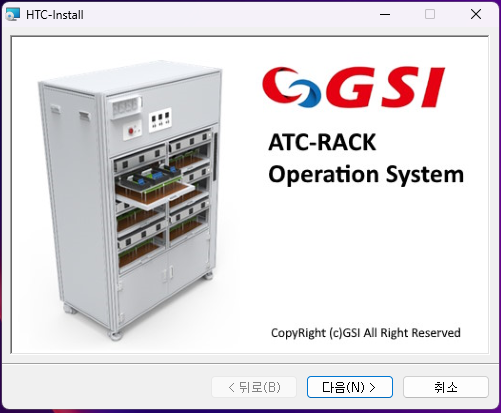 HTC-Install
GSI
ATC-RACK
Operation System
CopyRight (c)GSI All Right Reserved
< 뒤로(B)
다음(N) >
취소